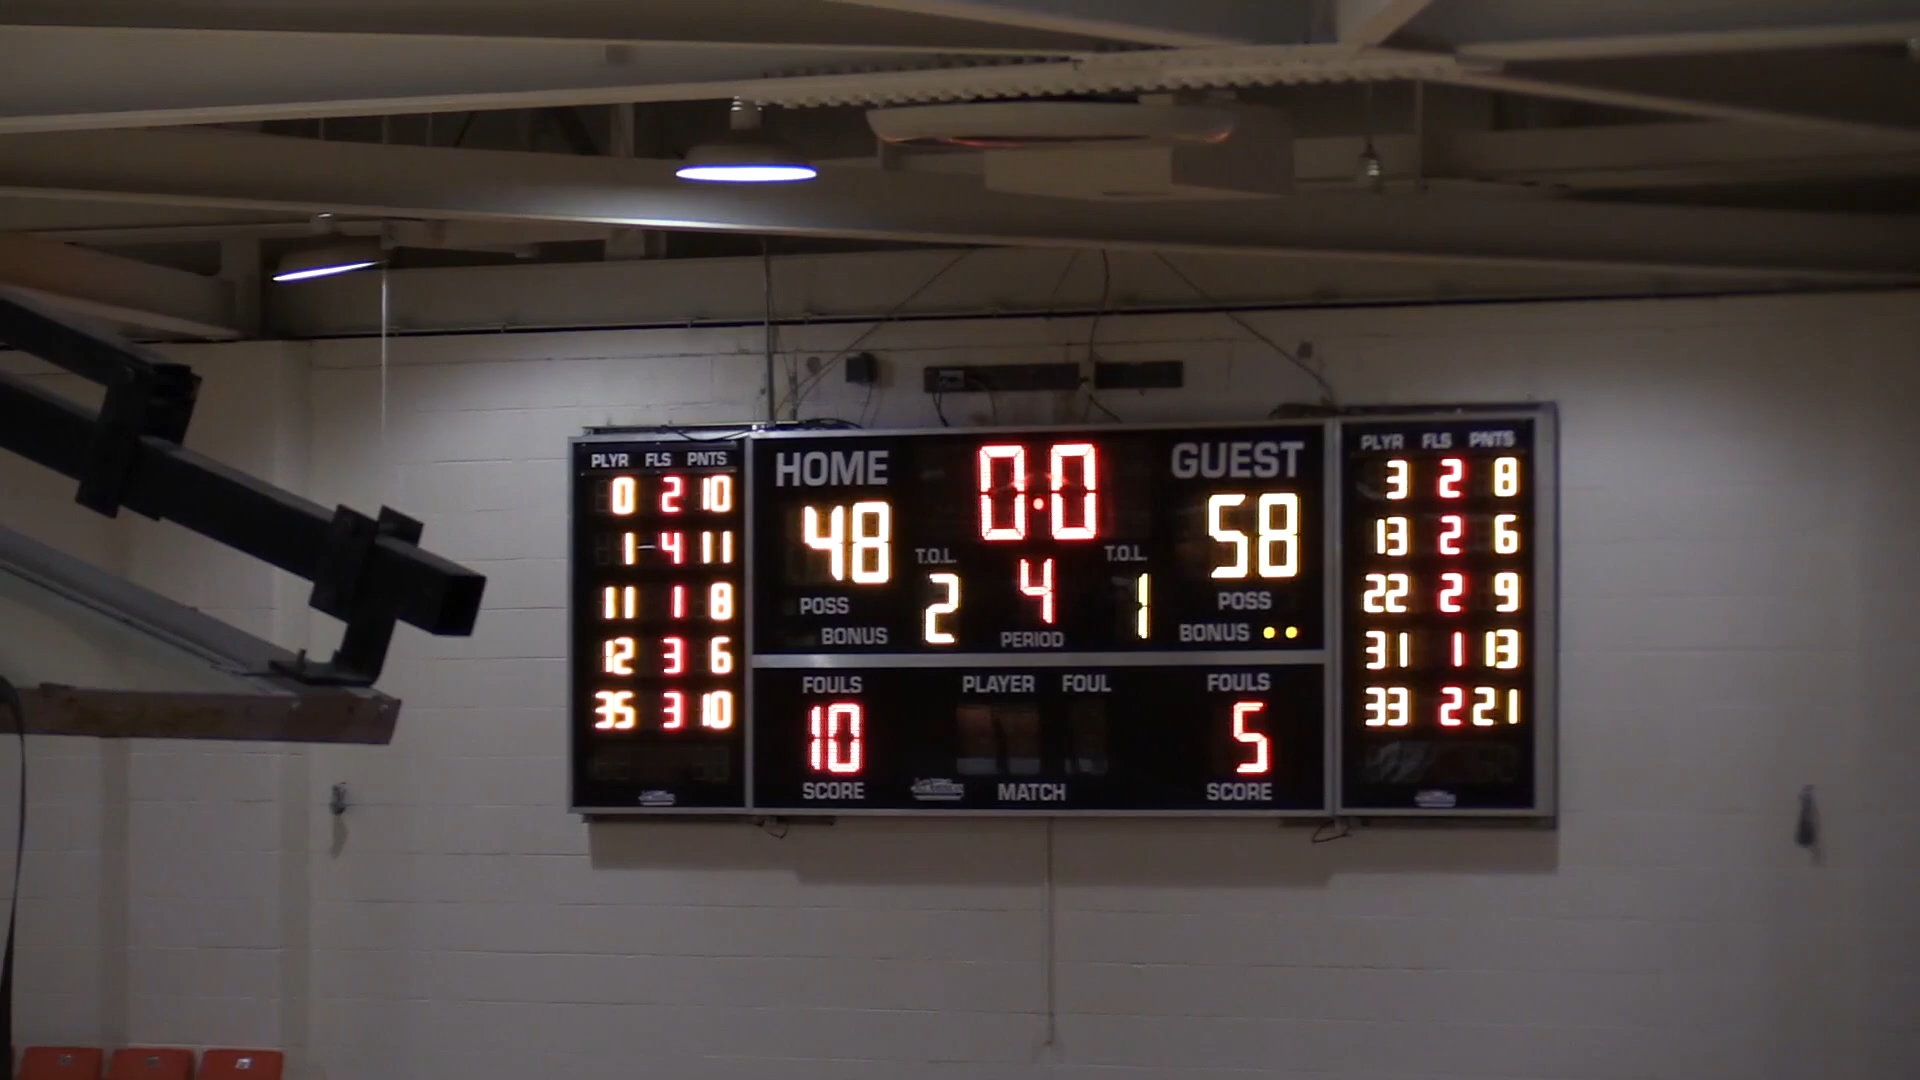 PLYR FLS PNTS
0 2 10
1 4 11
11 1 8
12 3 6
35 3 10
HOME 0.0 GUEST
48 58
T.O.L. T.O.L.
2 4 1
POSS POSS
BONUS PERIOD BONUS
FOULS PLAYER FOUL FOULS
10 5
SCORE MATCH SCORE
PLYR FLS PNTS
3 2 8
13 2 6
22 2 9
31 1 13
33 2 21